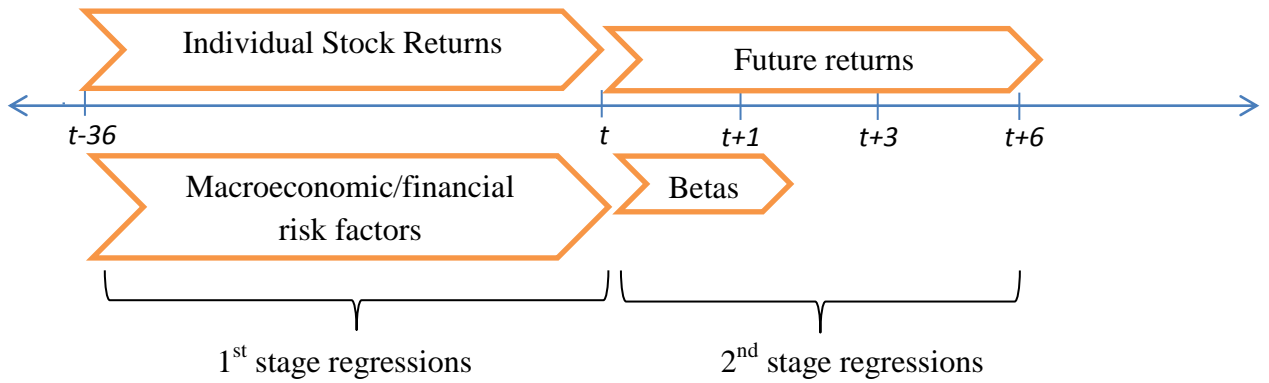 Individual Stock Returns
Future returns
t-36
t
t+1
t+3
t+6
Macroeconomic/financial
risk factors
Betas
1st stage regressions
2nd stage regressions